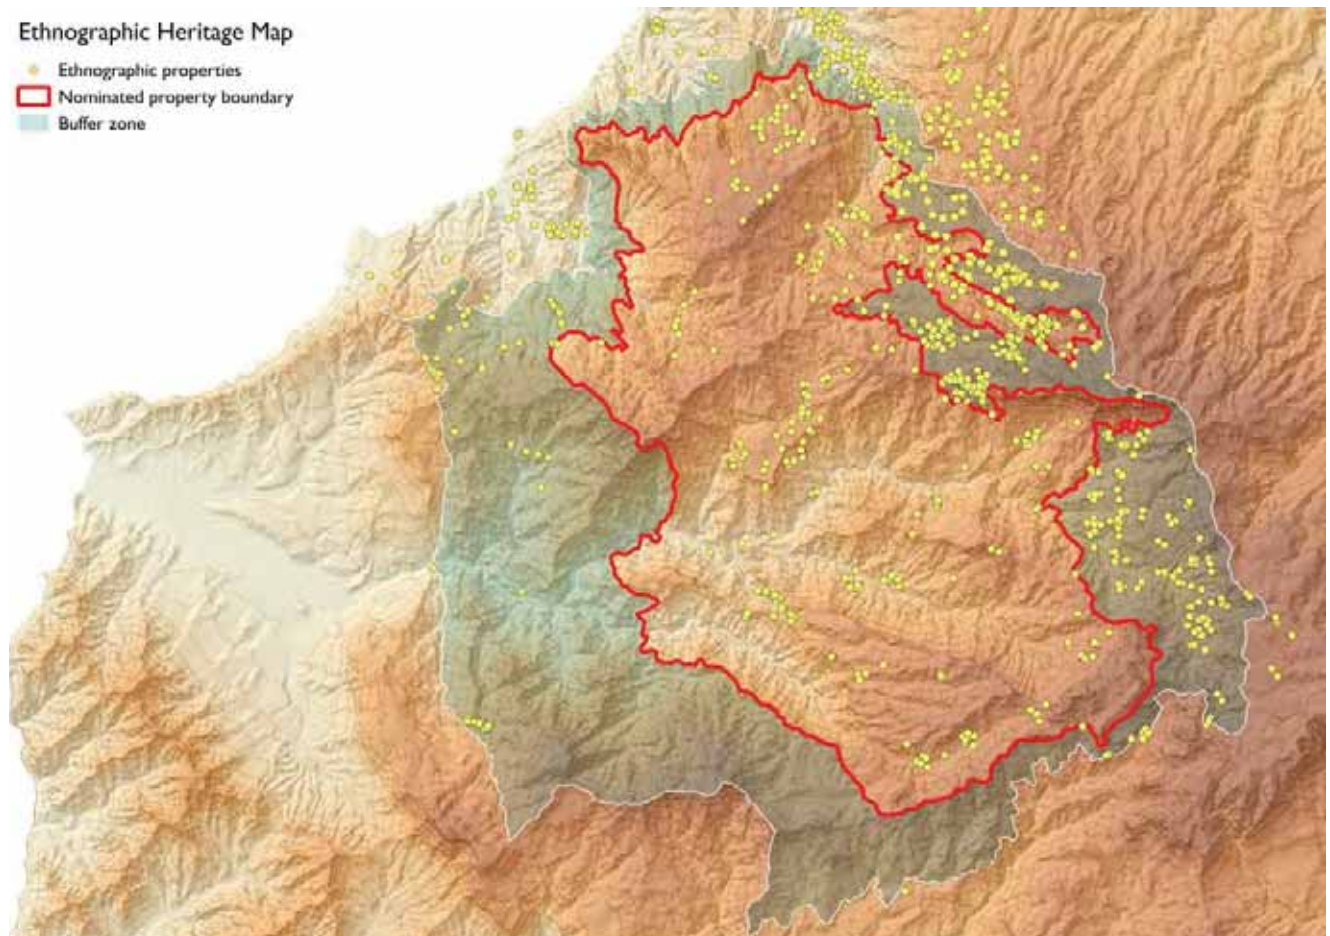 Ethnographic Heritage Map
Ethnographic properties
Nominated property boundary
Buffer zone